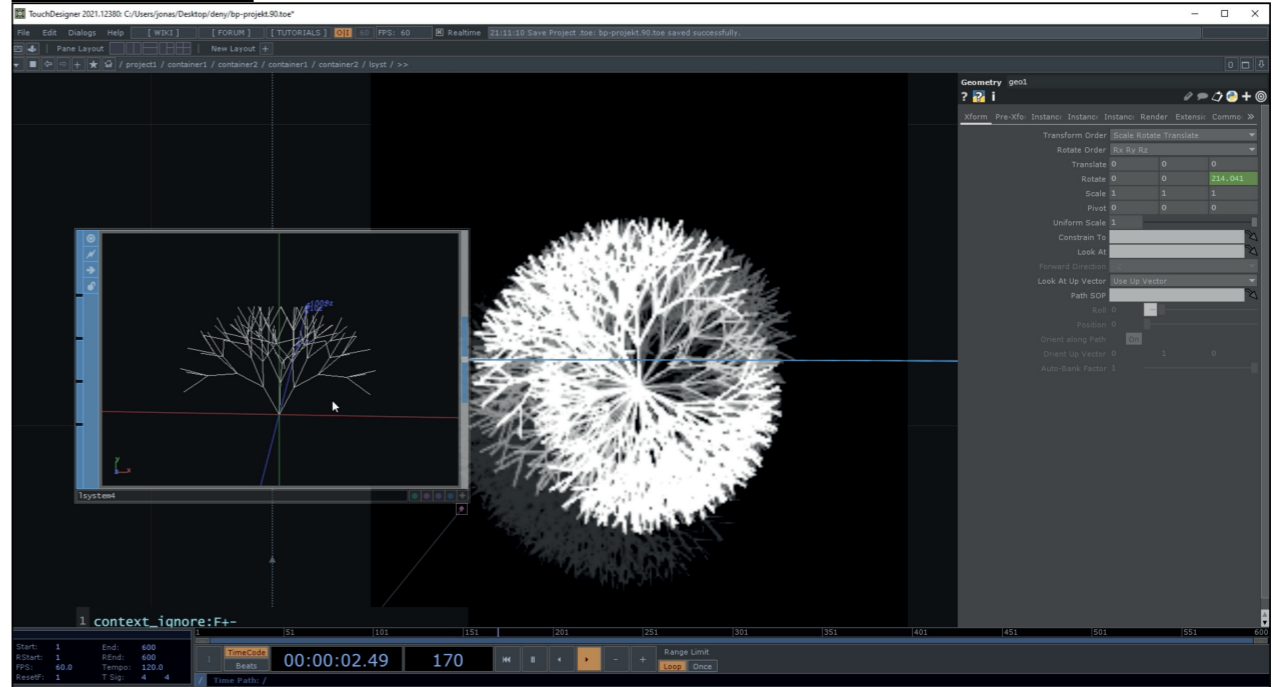 TouchDesigner 2021.12380: C:/Users/jonas/Desktop/deny/bp-projekt.90.toe*
File Edit Dialogs Help [ WIKI ] [ FORUM ] [ TUTORIALS ] O|I 60 FPS: 60 Realtime 21:11:10 Save Project .toe: bp-projekt.90.toe saved successfully.
Pane Layout New Layout +
/ project1 / container1 / container2 / container1 / container2 / lsyst / >> 0
Geometry geo1
? ? i
Xform Pre-Xfo Instanc Instanc Instanc Render Extensi Commo »
Transform Order Scale Rotate Translate
Rotate Order Rx Ry Rz
Translate 0 0 0
Rotate 0 0 214.041
Scale 1 1 1
Pivot 0 0 0
Uniform Scale 1
Constrain To
Look At
Forward Direction
Look At Up Vector Use Up Vector
Path SOP
Roll 0
Position 0
Orient along Path On
Orient Up Vector 0 1 0
Auto-Bank Factor 1
y
x
lsystem4
1 context_ignore:F+-
1 51 101 151 201 251 301 351 401 451 501 551 600
Start: 1 End: 600
RStart: 1 REnd: 600
FPS: 60.0 Tempo: 120.0
ResetF: 1 T Sig: 4 4
TimeCode
Beats
00:00:02.49 170
- +
Range Limit
Loop Once
/ Time Path: /